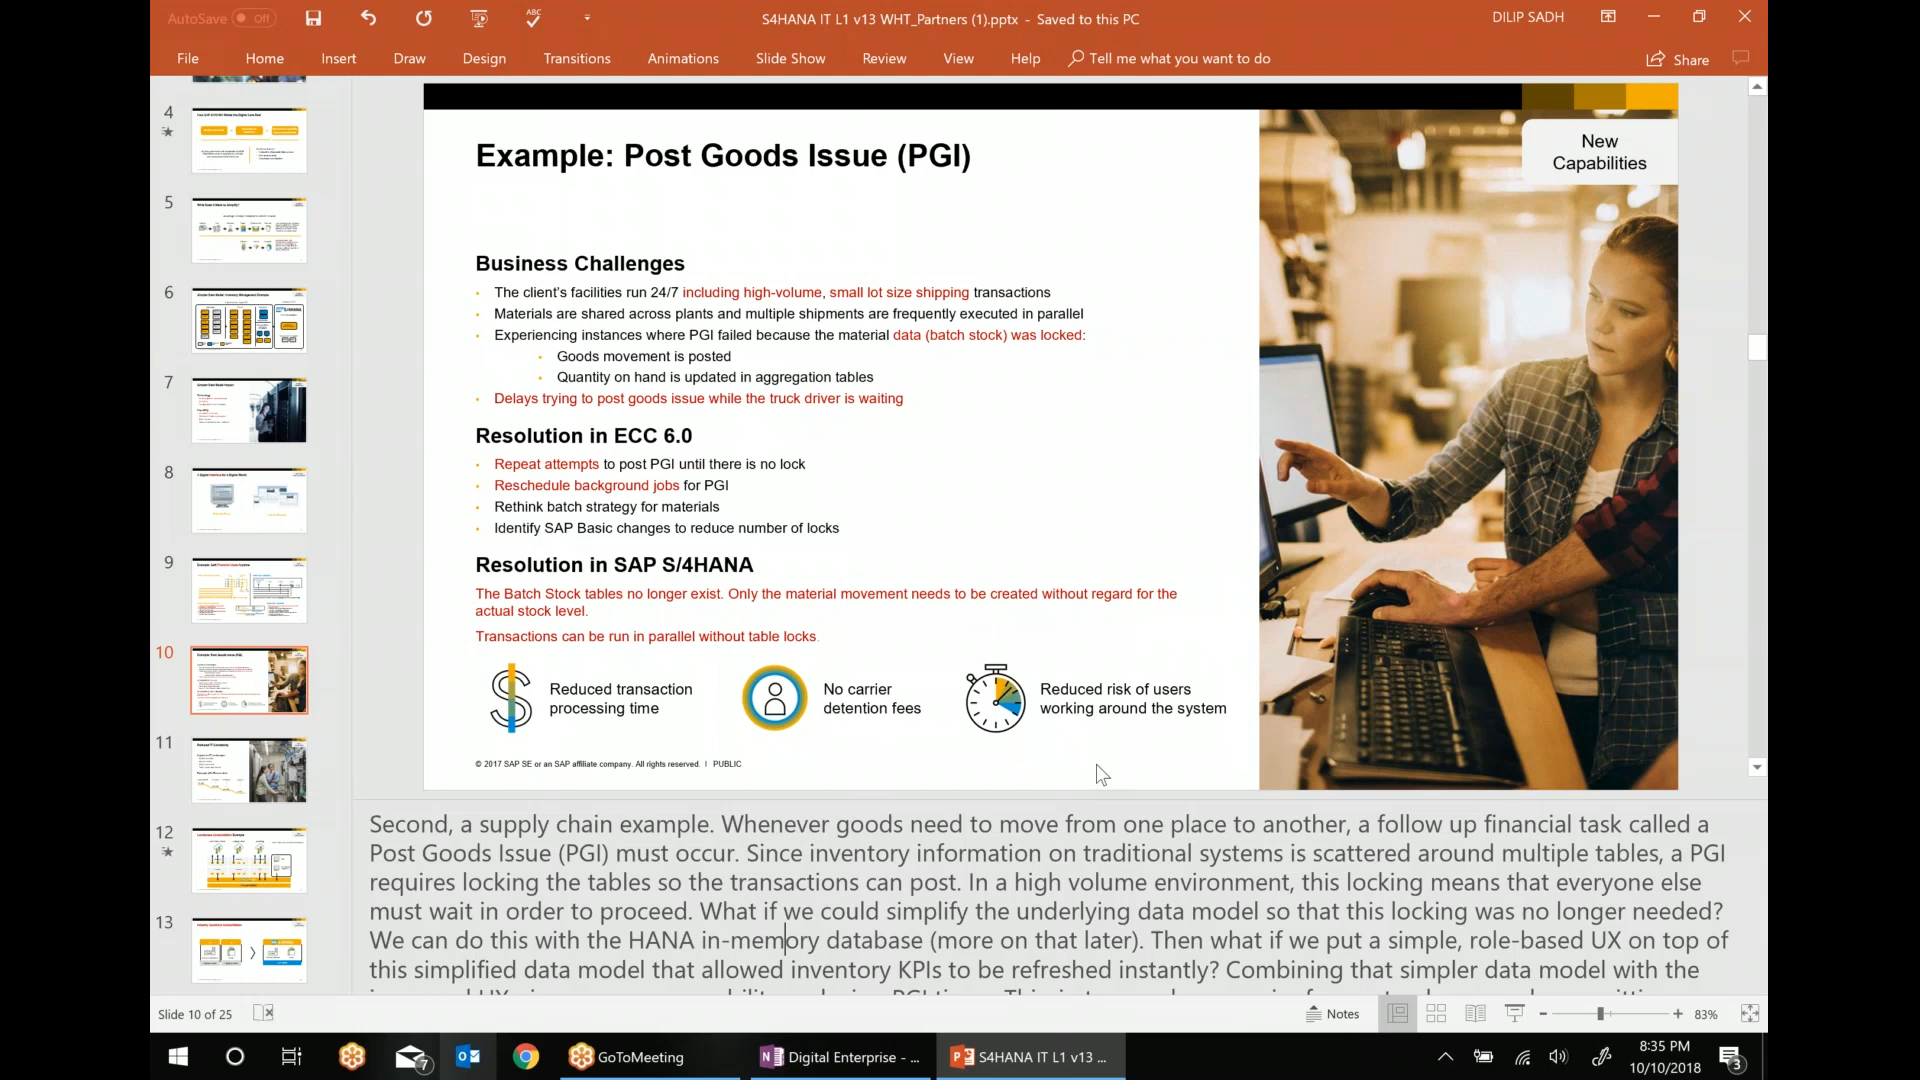 AutoSave Off
ABC
S4HANA IT L1 v13 WHT_Partners (1).pptx - Saved to this PC
DILIP SADH
File Home Insert Draw Design Transitions Animations Slide Show Review View Help Tell me what you want to do
Share
4
5
6
7
8
9
10
11
12
13
New
Capabilities
Example: Post Goods Issue (PGI)
Business Challenges
The client's facilities run 24/7 including high-volume, small lot size shipping transactions
Materials are shared across plants and multiple shipments are frequently executed in parallel
Experiencing instances where PGI failed because the material data (batch stock) was locked:
Goods movement is posted
Quantity on hand is updated in aggregation tables
Delays trying to post goods issue while the truck driver is waiting
Resolution in ECC 6.0
Repeat attempts to post PGI until there is no lock
Reschedule background jobs for PGI
Rethink batch strategy for materials
Identify SAP Basic changes to reduce number of locks
Resolution in SAP S/4HANA
The Batch Stock tables no longer exist. Only the material movement needs to be created without regard for the
actual stock level.
Transactions can be run in parallel without table locks.
Reduced transaction
processing time
No carrier
detention fees
Reduced risk of users
working around the system
© 2017 SAP SE or an SAP affiliate company. All rights reserved. | PUBLIC
Second, a supply chain example. Whenever goods need to move from one place to another, a follow up financial task called a
Post Goods Issue (PGI) must occur. Since inventory information on traditional systems is scattered around multiple tables, a PGI
requires locking the tables so the transactions can post. In a high volume environment, this locking means that everyone else
must wait in order to proceed. What if we could simplify the underlying data model so that this locking was no longer needed?
We can do this with the HANA in-memory database (more on that later). Then what if we put a simple, role-based UX on top of
this simplified data model that allowed inventory KPIs to be refreshed instantly? Combining that simpler data model with the
Slide 10 of 25
Notes
83%
7
GoToMeeting
Digital Enterprise - ...
S4HANA IT L1 v13 ...
8:35 PM
10/10/2018
3